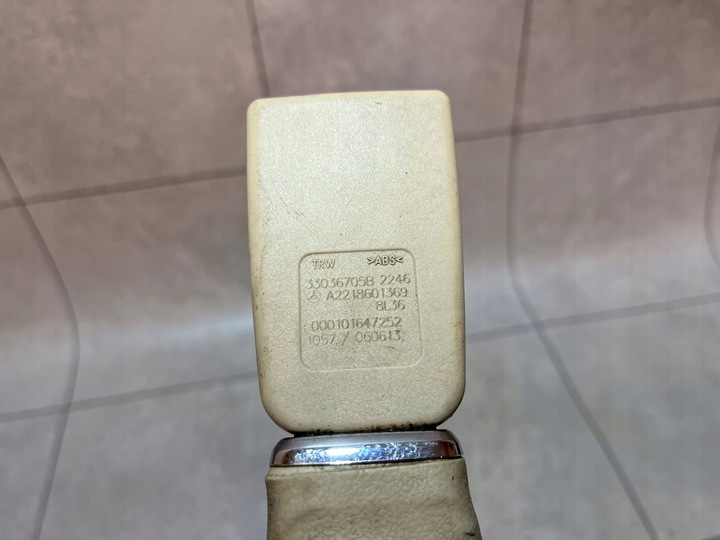 TRW >ABS<
33036705B 2246
A2218601369
8L36
000101647252
1057 / 060613